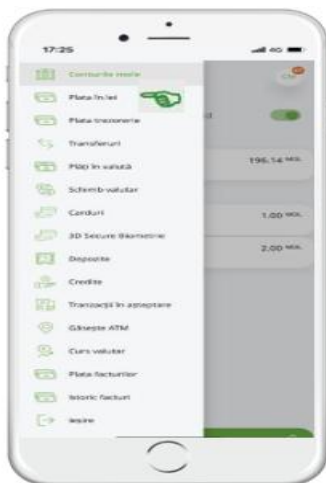 17:25
4G
Conturile mele
Plata în lei
Plata trezorerie
Transferuri
196.14 MDL
Plăți în valută
Schimb valutar
Carduri
1.00 MDL
3D Secure Biometrie
2.00 MDL
Depozite
Credite
Tranzacții în așteptare
Găsește ATM
Curs valutar
Plata facturilor
Istoric facturi
Ieșire